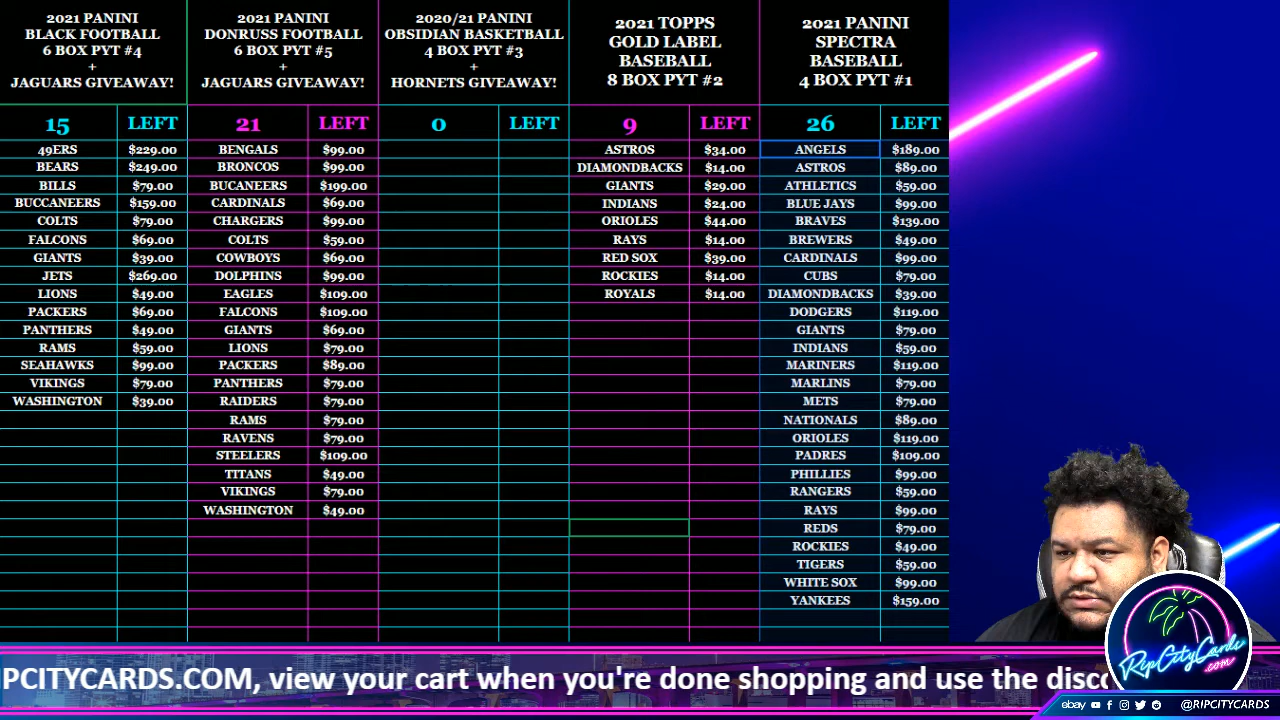 2021 PANINI
BLACK FOOTBALL
6 BOX PYT #4
+
JAGUARS GIVEAWAY!
2021 PANINI
DONRUSS FOOTBALL
6 BOX PYT #5
+
JAGUARS GIVEAWAY!
2020/21 PANINI
OBSIDIAN BASKETBALL
4 BOX PYT #3
+
HORNETS GIVEAWAY!
2021 TOPPS
GOLD LABEL
BASEBALL
8 BOX PYT #2
2021 PANINI
SPECTRA
BASEBALL
4 BOX PYT #1
15 LEFT
49ERS $229.00
BEARS $249.00
BILLS $79.00
BUCCANEERS $159.00
COLTS $79.00
FALCONS $69.00
GIANTS $39.00
JETS $269.00
LIONS $49.00
PACKERS $69.00
PANTHERS $49.00
RAMS $59.00
SEAHAWKS $99.00
VIKINGS $79.00
WASHINGTON $39.00
21 LEFT
BENGALS $99.00
BRONCOS $99.00
BUCANEERS $199.00
CARDINALS $69.00
CHARGERS $99.00
COLTS $59.00
COWBOYS $69.00
DOLPHINS $99.00
EAGLES $109.00
FALCONS $109.00
GIANTS $69.00
LIONS $79.00
PACKERS $89.00
PANTHERS $79.00
RAIDERS $79.00
RAMS $79.00
RAVENS $79.00
STEELERS $109.00
TITANS $49.00
VIKINGS $79.00
WASHINGTON $49.00
0 LEFT
9 LEFT
ASTROS $34.00
DIAMONDBACKS $14.00
GIANTS $29.00
INDIANS $24.00
ORIOLES $44.00
RAYS $14.00
RED SOX $39.00
ROCKIES $14.00
ROYALS $14.00
26 LEFT
ANGELS $189.00
ASTROS $89.00
ATHLETICS $59.00
BLUE JAYS $99.00
BRAVES $139.00
BREWERS $49.00
CARDINALS $99.00
CUBS $79.00
DIAMONDBACKS $39.00
DODGERS $119.00
GIANTS $79.00
INDIANS $59.00
MARINERS $119.00
MARLINS $79.00
METS $79.00
NATIONALS $89.00
ORIOLES $119.00
PADRES $109.00
PHILLIES $99.00
RANGERS $59.00
RAYS $99.00
REDS $79.00
ROCKIES $49.00
TIGERS $59.00
WHITE SOX $99.00
YANKEES $159.00
PCITYCARDS.COM, view your cart when you're done shopping and use the disco
RipCityCards
.com
ebay @RIPCITYCARDS